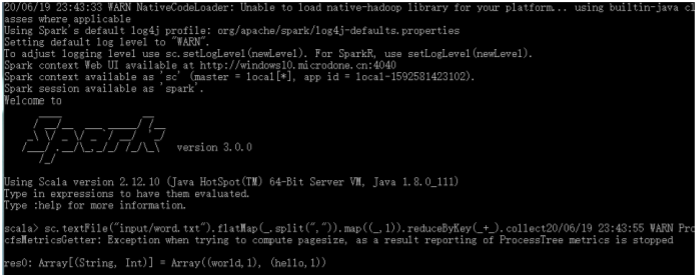 20/06/19 23:43:33 WARN NativeCodeLoader: Unable to load native-hadoop library for your platform... using builtin-java cl
asses where applicable
Using Spark's default log4j profile: org/apache/spark/log4j-defaults.properties
Setting default log level to "WARN".
To adjust logging level use sc.setLogLevel(newLevel). For SparkR, use setLogLevel(newLevel).
Spark context Web UI available at http://windows10.microdone.cn:4040
Spark context available as 'sc' (master = local[*], app id = local-1592581423102).
Spark session available as 'spark'.
Welcome to
Spark version 3.0.0
Using Scala version 2.12.10 (Java HotSpot(TM) 64-Bit Server VM, Java 1.8.0_111)
Type in expressions to have them evaluated.
Type :help for more information.
scala> sc.textFile("input/word.txt").flatMap(_.split(",")).map((_,1)).reduceByKey(_+_).collect20/06/19 23:43:55 WARN Pro
cfsMetricsGetter: Exception when trying to compute pagesize, as a result reporting of ProcessTree metrics is stopped
res0: Array[(String, Int)] = Array((world,1), (hello,1))